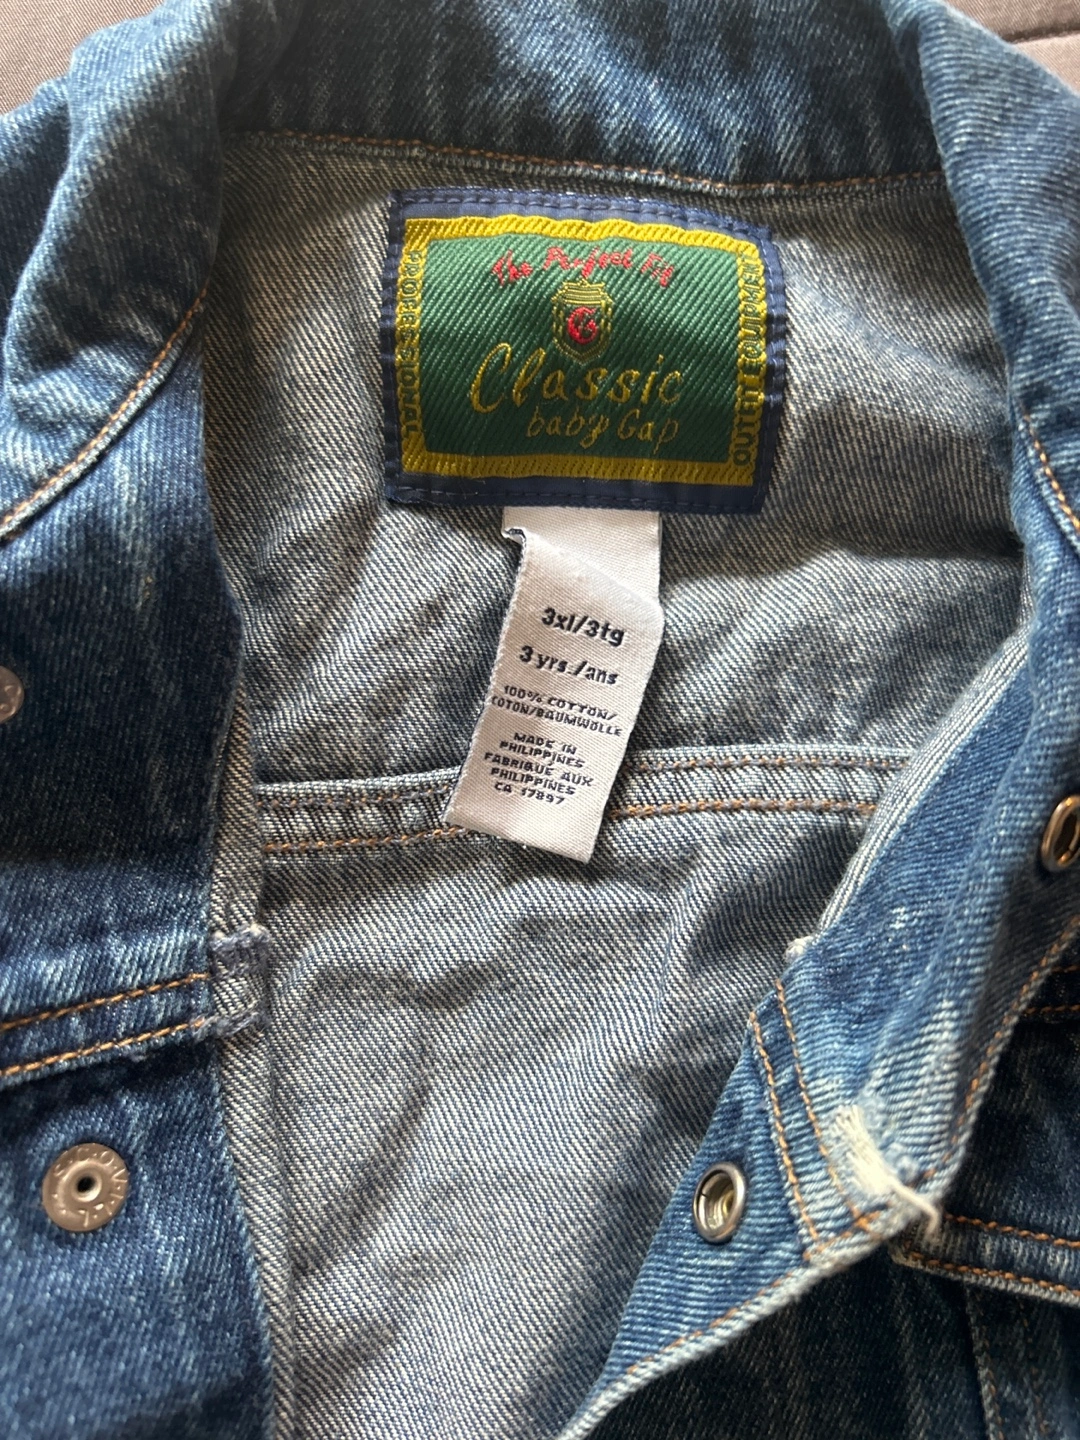 The Perfect Fit
PROFESSIONAL
OUTFIT EQUIPMENT
G
Classic
baby Gap
3xl/3tg
3 yrs./ans
100% COTTON/
COTON/BAUMWOLLE
MADE IN
PHILIPPINES
FABRIQUE AUX
PHILIPPINES
CA 17897